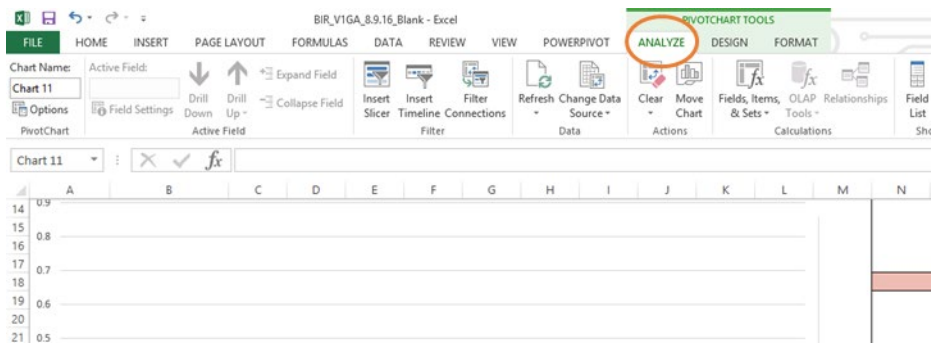 BIR_V1GA_8.9.16_Blank - Excel
PIVOTCHART TOOLS
FILE HOME INSERT PAGE LAYOUT FORMULAS DATA REVIEW VIEW POWERPIVOT ANALYZE DESIGN FORMAT
Chart Name:
Chart 11
Options
PivotChart
Active Field:
Field Settings
Drill
Down
Drill
Up
Expand Field
Collapse Field
Active Field
Insert
Slicer
Insert
Timeline
Filter
Connections
Filter
Refresh
Change Data
Source
Data
Clear
Move
Chart
Actions
Fields, Items,
& Sets
OLAP
Tools
Relationships
Calculations
Field
List
Sho
Chart 11
fx
A B C D E F G H I J K L M N
14 0.9
15
0.8
16
17
0.7
18
19 0.6
20
21 0.5